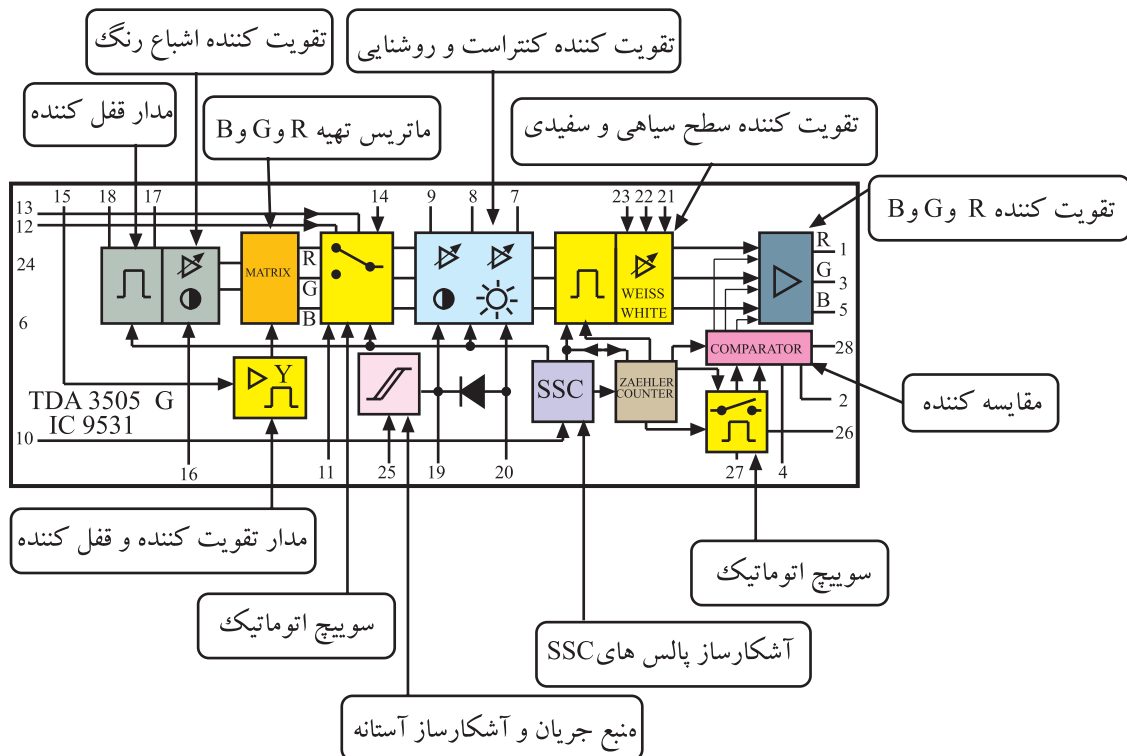 تقویت کننده اشباع رنگ
تقویت کننده کنتراست و روشنایی
مدار قفل کننده
ماتریس تهیه R و G و B
تقویت کننده سطح سیاهی و سفیدی
تقویت کننده R و G و B
15 18 17 14 9 8 7 23 22 21
13
12
24
6
MATRIX
R
G
B
WEISS
WHITE
R
G
B
1
3
5
COMPARATOR
28
2
26
Y
SSC
ZAEHLER
COUNTER
TDA 3505 G
IC 9531
10
16 11 25 19 20 27 4
مقایسه کننده
مدار تقویت کننده و قفل کننده
سوییچ اتوماتیک
سوییچ اتوماتیک
آشکارساز پالس های SSC
منبع جریان و آشکارساز آستانه